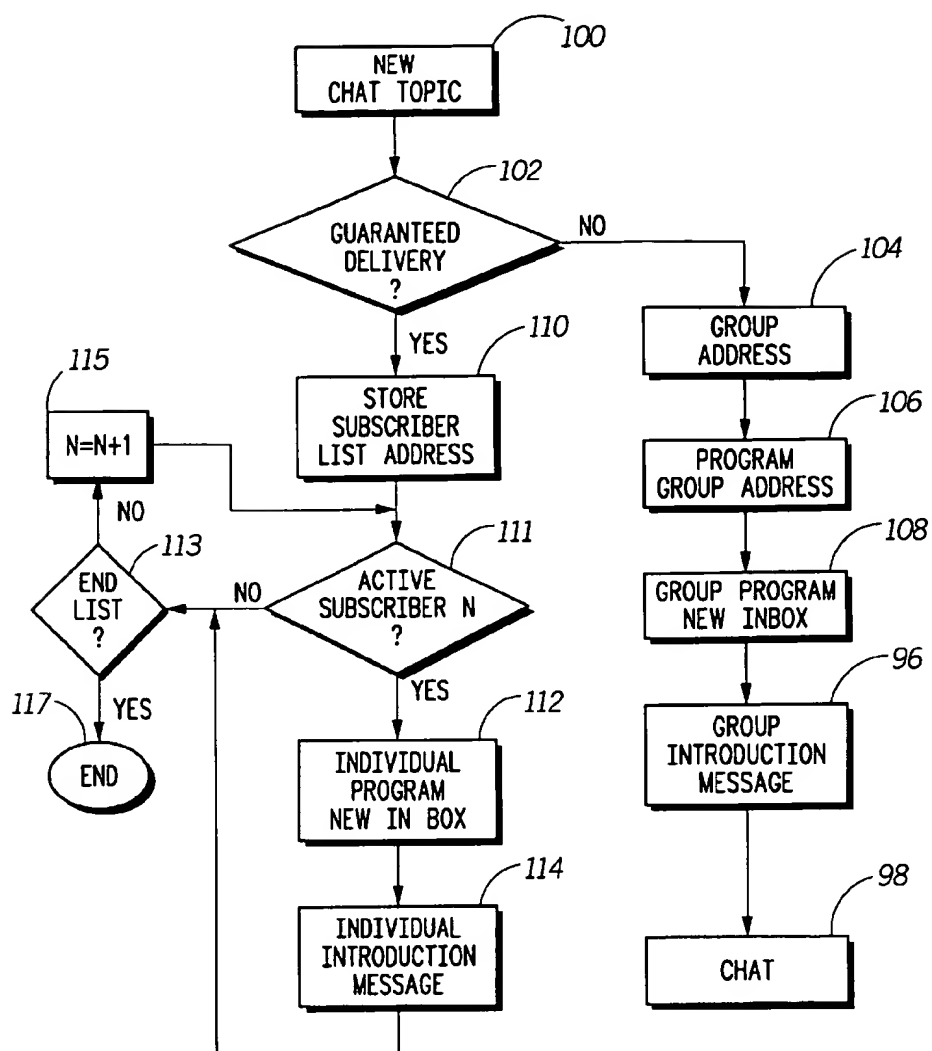 100
NEW
CHAT TOPIC
102
GUARANTEED
DELIVERY
?
NO
YES
104
GROUP
ADDRESS
110
STORE
SUBSCRIBER
LIST ADDRESS
115
N=N+1
106
PROGRAM
GROUP ADDRESS
NO
113
END
LIST
?
NO
111
ACTIVE
SUBSCRIBER N
?
108
GROUP PROGRAM
NEW INBOX
YES
117
END
YES
112
INDIVIDUAL
PROGRAM
NEW IN BOX
96
GROUP
INTRODUCTION
MESSAGE
114
INDIVIDUAL
INTRODUCTION
MESSAGE
98
CHAT